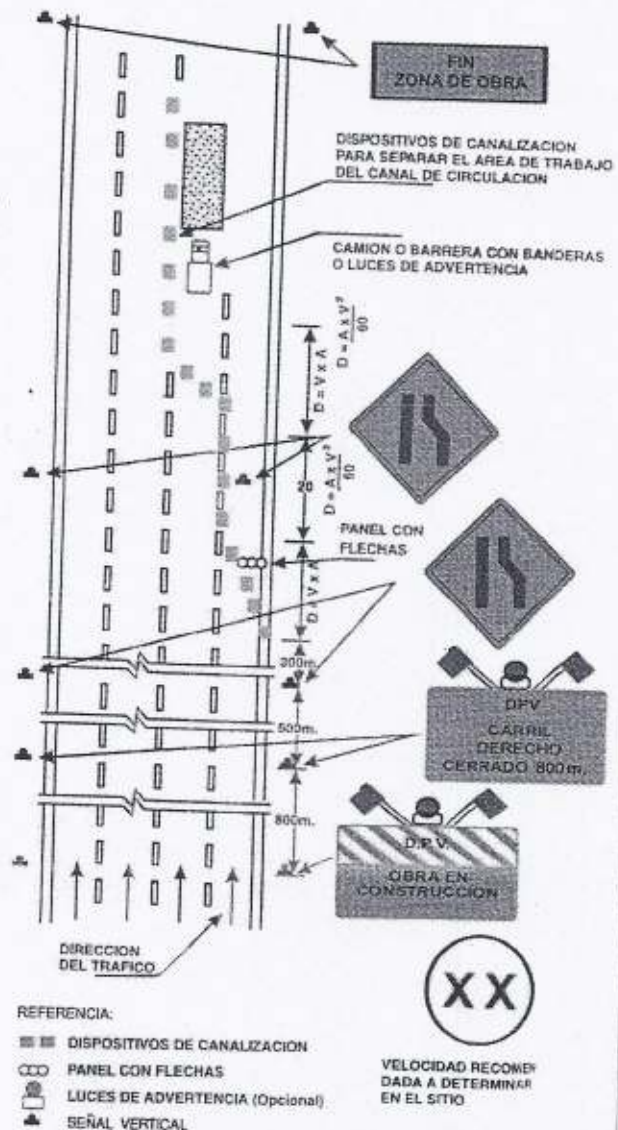 FIN
ZONA DE OBRA
DISPOSITIVOS DE CANALIZACION
PARA SEPARAR EL AREA DE TRABAJO
DEL CANAL DE CIRCULACION
CAMION O BARRERA CON BANDERAS
O LUCES DE ADVERTENCIA
D = V x A
D = A x V²
60
20
D = A x V²
60
PANEL CON
FLECHAS
D = V x A
300m.
DPV
CARRIL
DERECHO
CERRADO 800m.
500m.
800m.
D.P.V.
OBRA EN
CONSTRUCCION
DIRECCION
DEL TRAFICO
XX
REFERENCIA:
DISPOSITIVOS DE CANALIZACION
PANEL CON FLECHAS
LUCES DE ADVERTENCIA (Opcional)
SEÑAL VERTICAL
VELOCIDAD RECOMEN
DADA A DETERMINAR
EN EL SITIO